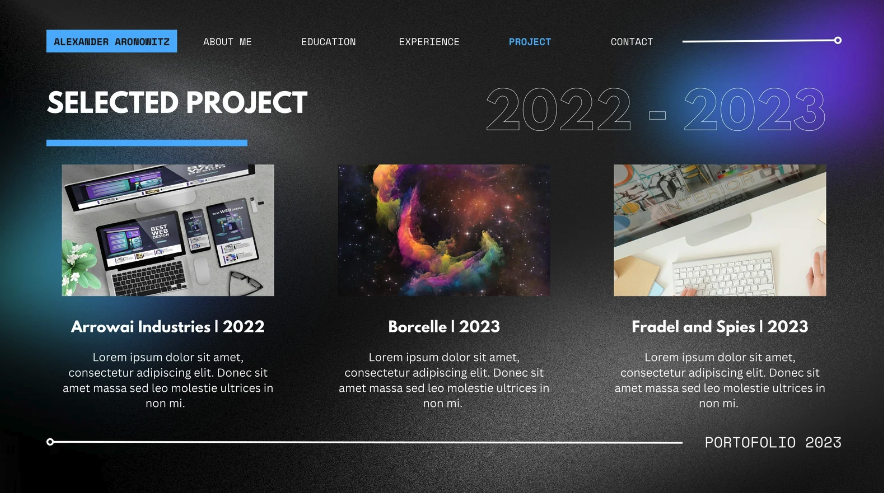 ALEXANDER ARONOWITZ ABOUT ME EDUCATION EXPERIENCE PROJECT CONTACT
SELECTED PROJECT
2022 - 2023
BEST
WEB
DESIGN
Arrowai Industries | 2022
Borcelle | 2023
Fradel and Spies | 2023
Lorem ipsum dolor sit amet,
consectetur adipiscing elit. Donec sit
amet massa sed leo molestie ultrices in
non mi.
Lorem ipsum dolor sit amet,
consectetur adipiscing elit. Donec sit
amet massa sed leo molestie ultrices in
non mi.
Lorem ipsum dolor sit amet,
consectetur adipiscing elit. Donec sit
amet massa sed leo molestie ultrices in
non mi.
PORTOFOLIO 2023